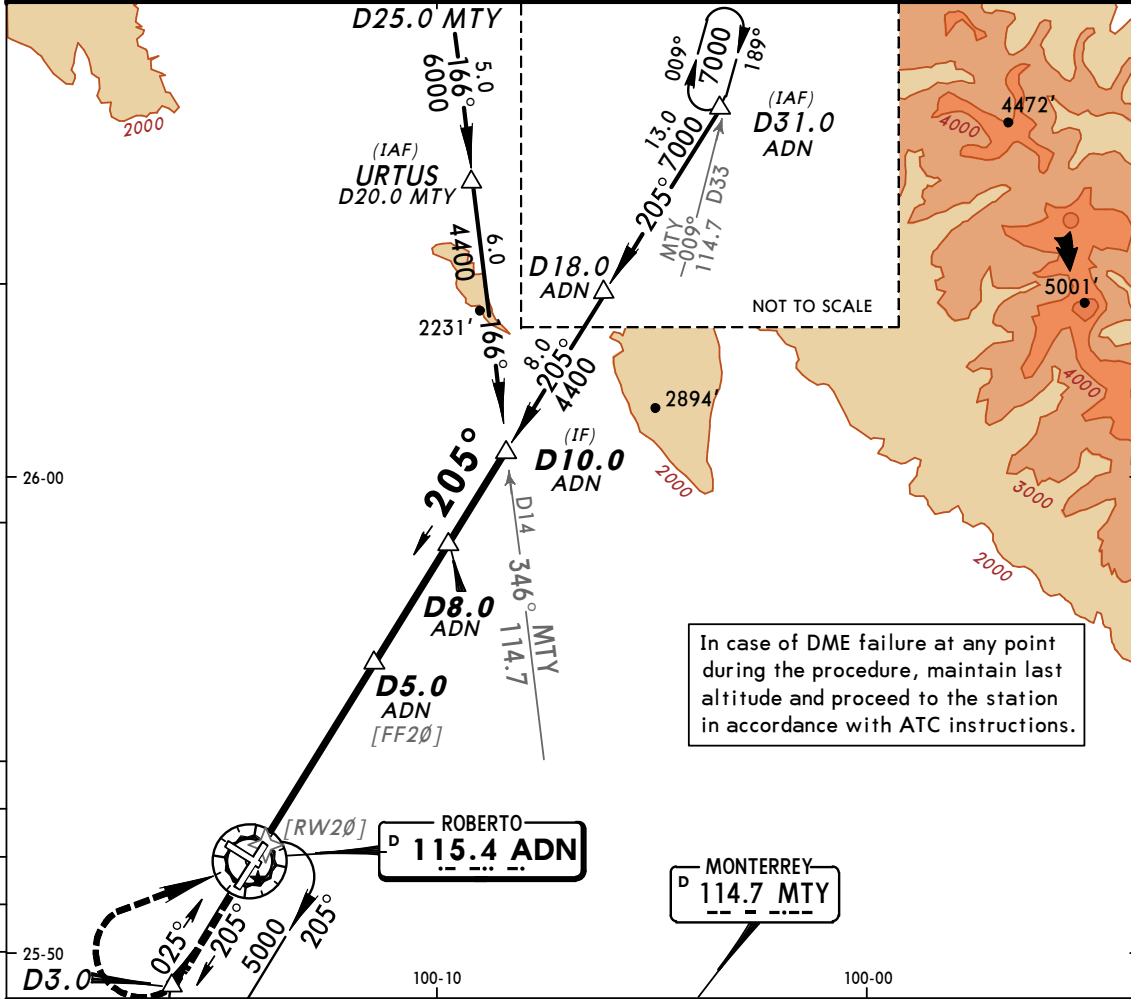 D25.0 MTY
5.0
166°
6000
2000
(IAF)
URTUS
D20.0 MTY
6.0
4400
166°
2231'
009°
7000
189°
(IAF)
D31.0
ADN
13.0
7000
205°
MTY
009°
114.7 D33
D18.0
ADN
NOT TO SCALE
8.0
205°
4400
4472'
4000
5001'
4000
3000
2000
2894'
2000
(IF)
D10.0
ADN
205°
26-00
D14
346° MTY
114.7
D8.0
ADN
D5.0
ADN
[FF2Ø]
In case of DME failure at any point
during the procedure, maintain last
altitude and proceed to the station
in accordance with ATC instructions.
[RW2Ø]
ROBERTO
D 115.4 ADN
MONTERREY
D 114.7 MTY
025°
205°
5000
205°
25-50
D3.0
100-10
100-00